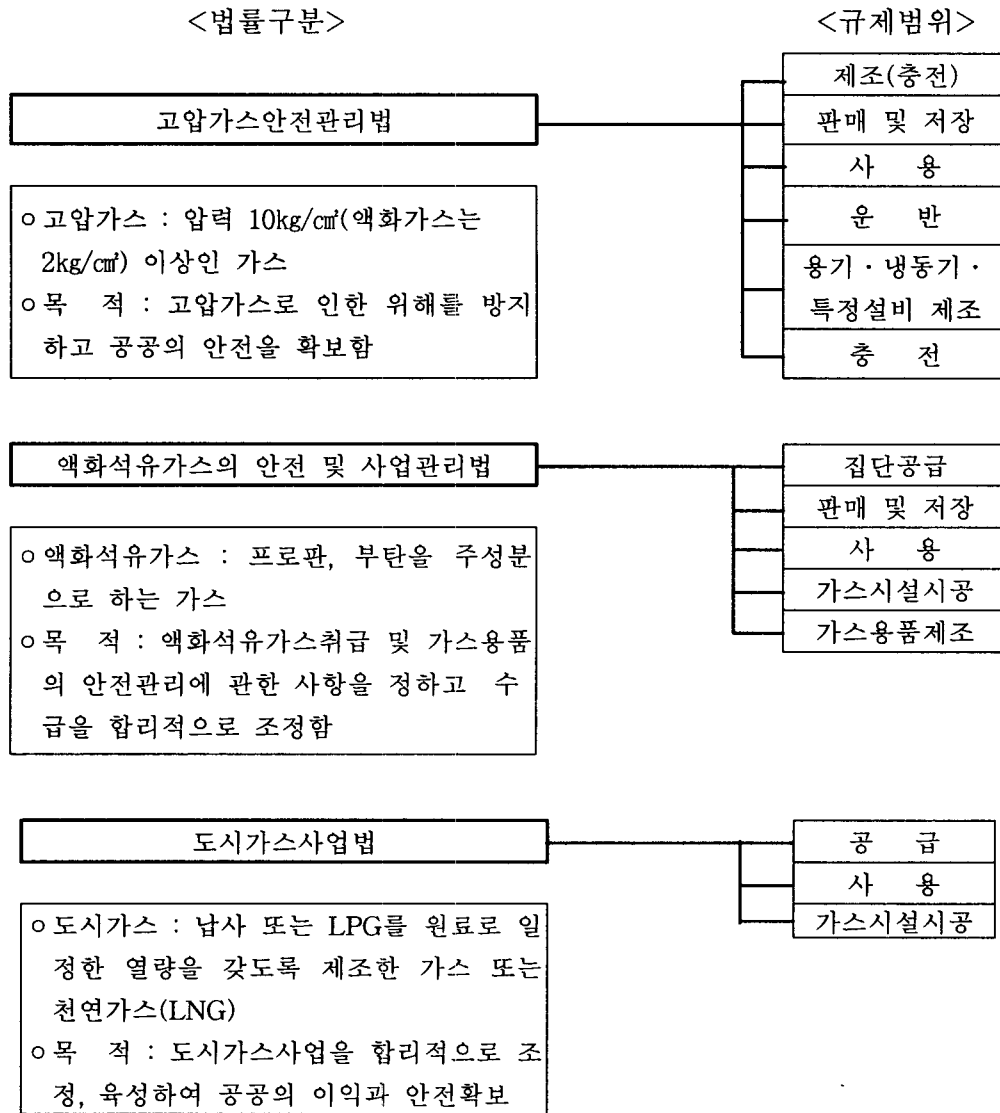 <법률구분>
<규제범위>
고압가스안전관리법
ㅇ고압가스 : 압력 10kg/㎠(액화가스는
2kg/㎠) 이상인 가스
ㅇ목 적 : 고압가스로 인한 위해를 방지
하고 공공의 안전을 확보함
제조(충전)
판매 및 저장
사 용
운 반
용기·냉동기·
특정설비 제조
충 전
액화석유가스의 안전 및 사업관리법
ㅇ액화석유가스 : 프로판, 부탄을 주성분
으로 하는 가스
ㅇ목 적 : 액화석유가스취급 및 가스용품
의 안전관리에 관한 사항을 정하고 수
급을 합리적으로 조정함
집단공급
판매 및 저장
사 용
가스시설시공
가스용품제조
도시가스사업법
ㅇ도시가스 : 납사 또는 LPG를 원료로 일
정한 열량을 갖도록 제조한 가스 또는
천연가스(LNG)
ㅇ목 적 : 도시가스사업을 합리적으로 조
정, 육성하여 공공의 이익과 안전확보
공 급
사 용
가스시설시공